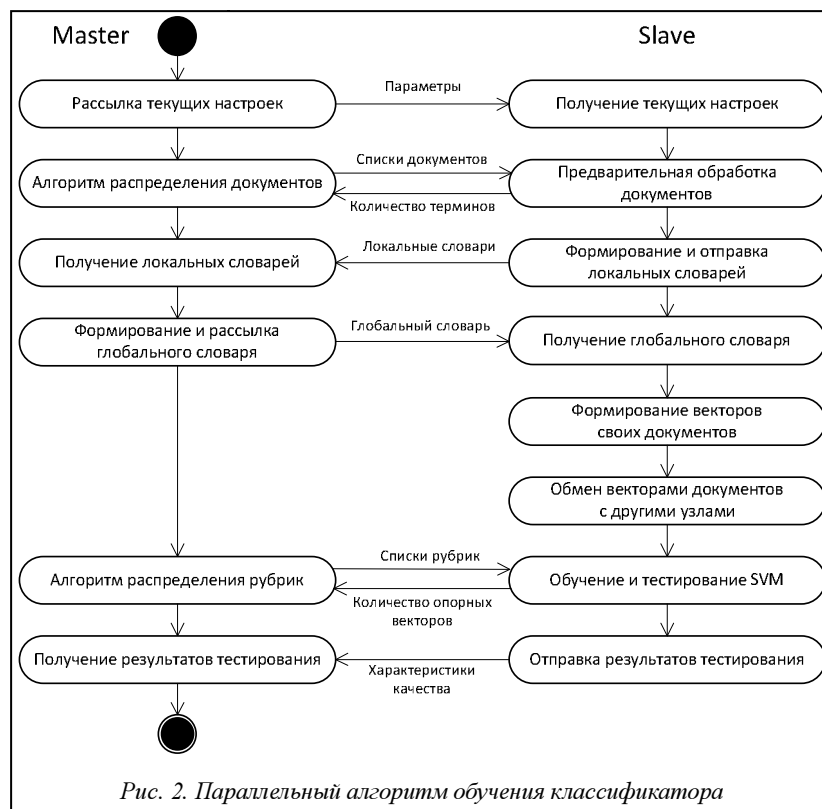 Master
Slave
Рассылка текущих настроек
Параметры
Получение текущих настроек
Алгоритм распределения документов
Списки документов
Количество терминов
Предварительная обработка
документов
Получение локальных словарей
Локальные словари
Формирование и отправка
локальных словарей
Формирование и рассылка
глобального словаря
Глобальный словарь
Получение глобального словаря
Формирование векторов
своих документов
Обмен векторами документов
с другими узлами
Алгоритм распределения рубрик
Списки рубрик
Количество опорных
векторов
Обучение и тестирование SVM
Получение результатов тестирования
Характеристики
качества
Отправка результатов тестирования
Рис. 2. Параллельный алгоритм обучения классификатора